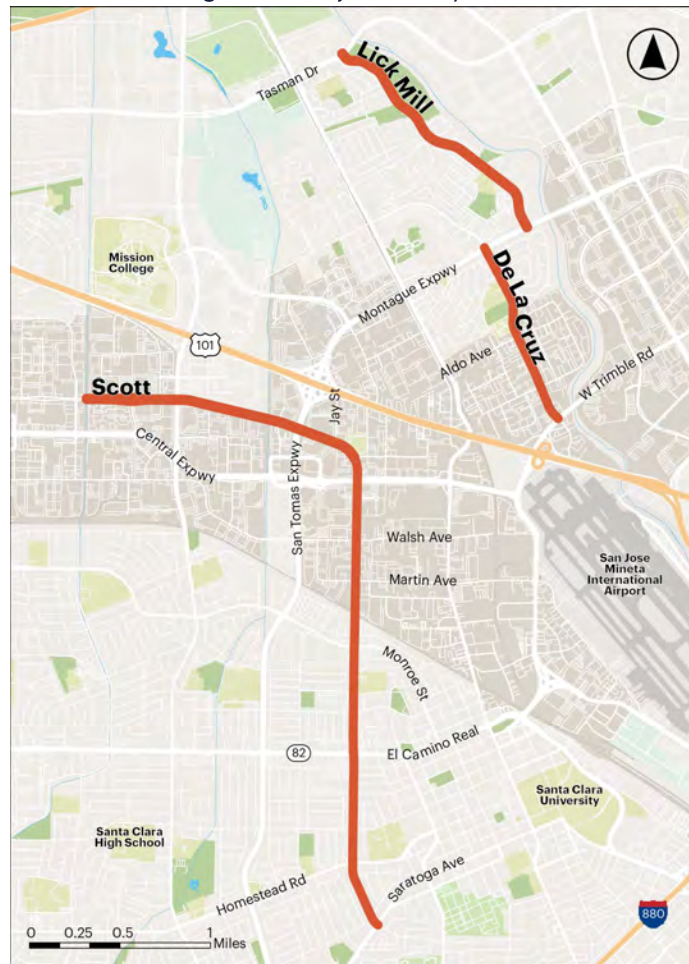 Tasman Dr
Lick Mill
Mission
College
Montague Expwy
De La Cruz
101
Aldo Ave
W Trimble Rd
Scott
Jay St
Central Expwy
San Tomas Expwy
Walsh Ave
San Jose
Mineta
International
Airport
Martin Ave
Monroe St
82
El Camino Real
Santa Clara
University
Santa Clara
High School
Homestead Rd
Saratoga Ave
880
0 0.25 0.5 1
Miles